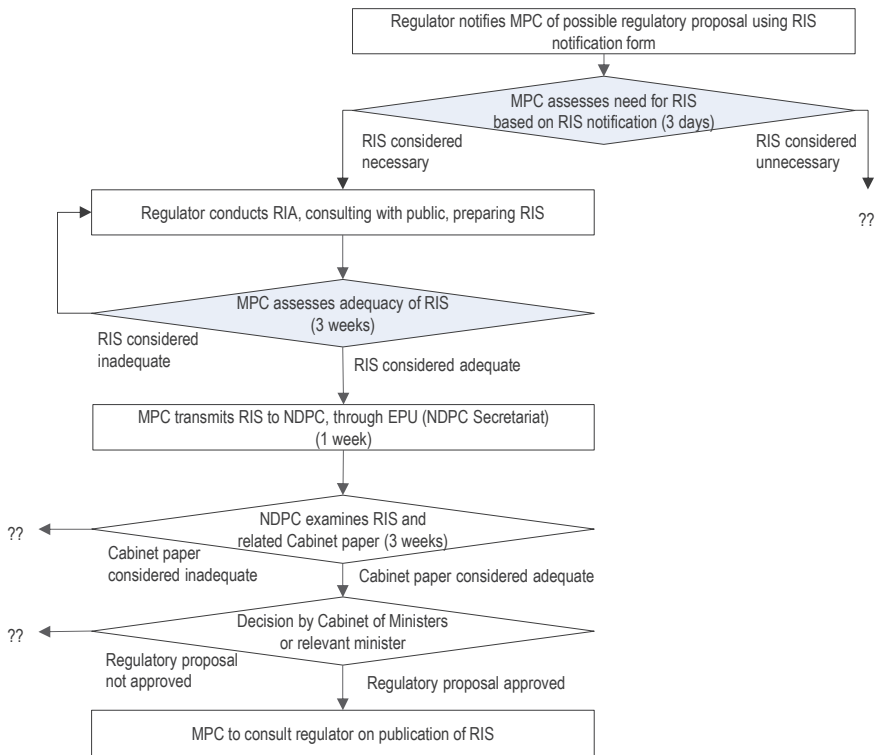 Regulator notifies MPC of possible regulatory proposal using RIS
notification form
MPC assesses need for RIS
based on RIS notification (3 days)
RIS considered
necessary
RIS considered
unnecessary
Regulator conducts RIA, consulting with public, preparing RIS
??
MPC assesses adequacy of RIS
(3 weeks)
RIS considered
inadequate
RIS considered adequate
MPC transmits RIS to NDPC, through EPU (NDPC Secretariat)
(1 week)
NDPC examines RIS and
related Cabinet paper (3 weeks)
??
Cabinet paper
considered inadequate
Cabinet paper considered adequate
Decision by Cabinet of Ministers
or relevant minister
??
Regulatory proposal
not approved
Regulatory proposal approved
MPC to consult regulator on publication of RIS